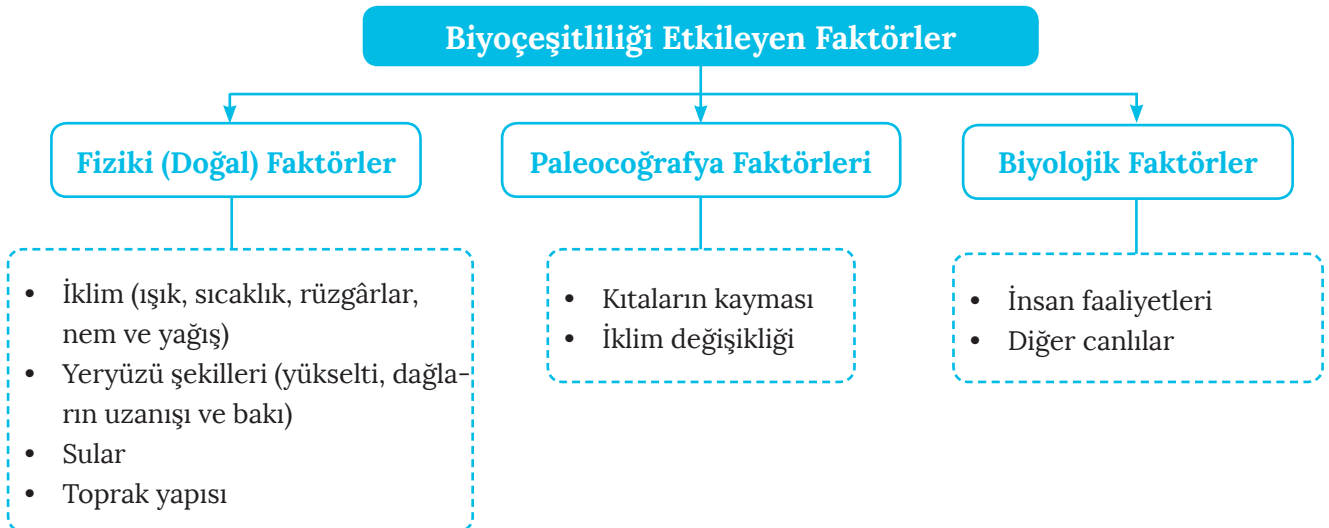 Biyoçeşitliliği Etkileyen Faktörler
Fiziki (Doğal) Faktörler
• İklim (ışık, sıcaklık, rüzgârlar,
nem ve yağış)
• Yeryüzü şekilleri (yükselti, dağla-
rın uzanışı ve bakı)
• Sular
• Toprak yapısı
Paleocoğrafya Faktörleri
• Kıtaların kayması
• İklim değişikliği
Biyolojik Faktörler
• İnsan faaliyetleri
• Diğer canlılar